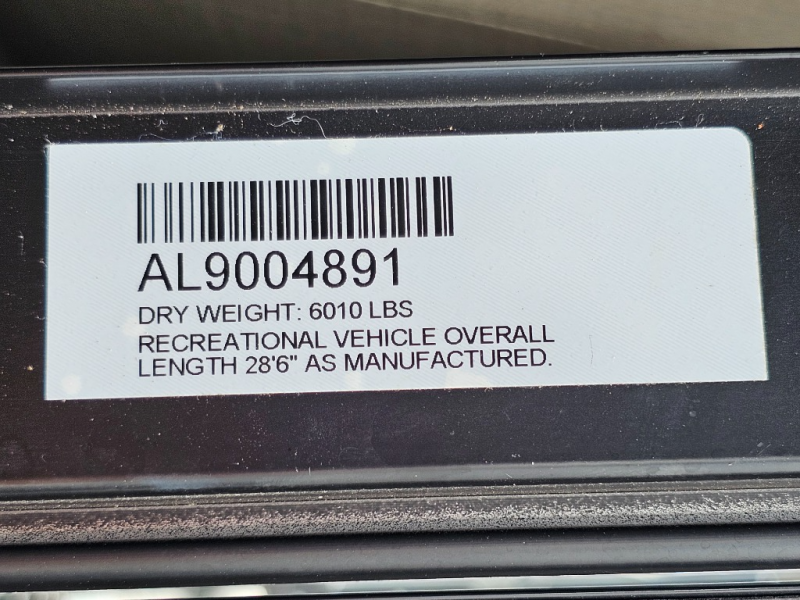 AL9004891
DRY WEIGHT: 6010 LBS
RECREATIONAL VEHICLE OVERALL
LENGTH 28'6" AS MANUFACTURED.